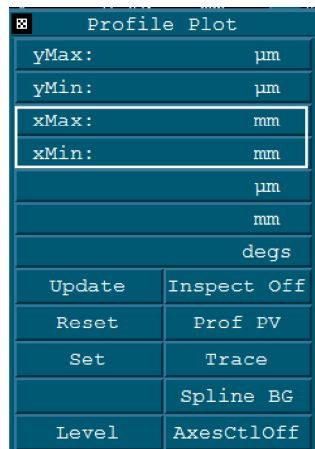 Profile Plot
yMax: µm
yMin: µm
xMax: mm
xMin: mm
µm
mm
degs
Update Inspect Off
Reset Prof PV
Set Trace
Spline BG
Level AxesCtlOff